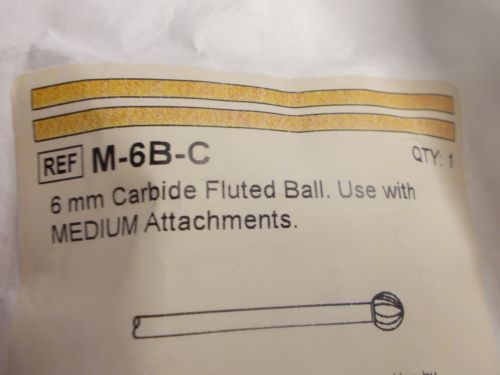 REF M-6B-C QTY: 1
6 mm Carbide Fluted Ball. Use with
MEDIUM Attachments.